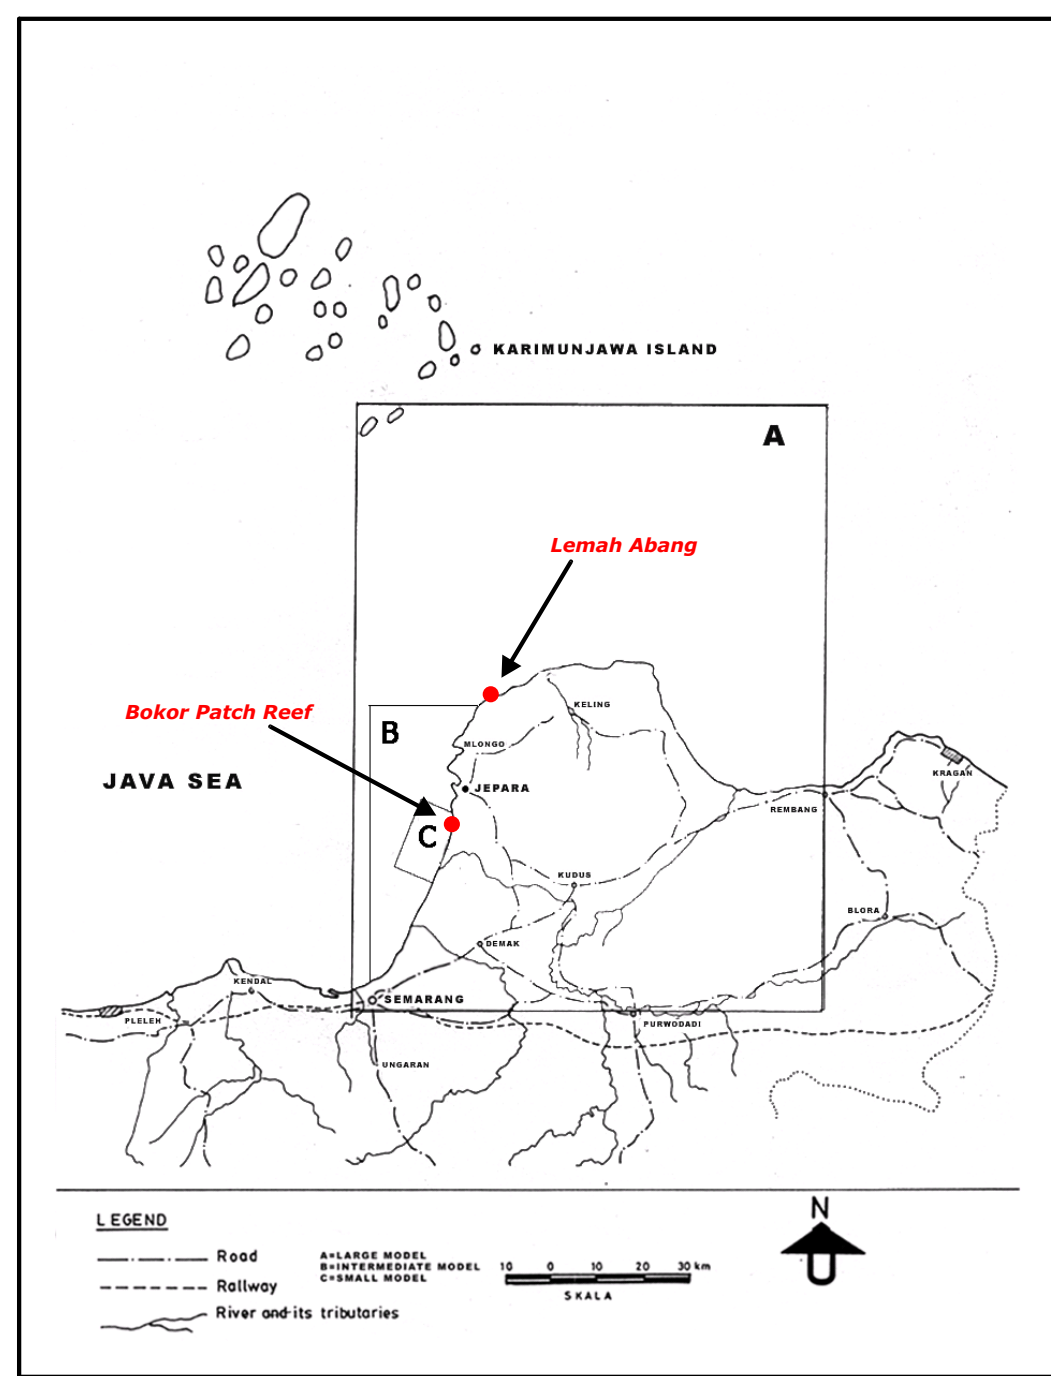 KARIMUNJAWA ISLAND
A
Lemah Abang
Bokor Patch Reef
KELING
B
MLONGO
JAVA SEA
KRAGAN
JEPARA
REMBANG
C
KUDUS
BLORA
DEMAK
KENDAL
SEMARANG
PLELEH
PURWODADI
UNGARAN
N
LEGEND
Road
Railway
River and its tributaries
A=LARGE MODEL
B=INTERMEDIATE MODEL
C=SMALL MODEL
10 0 10 20 30 km
SKALA